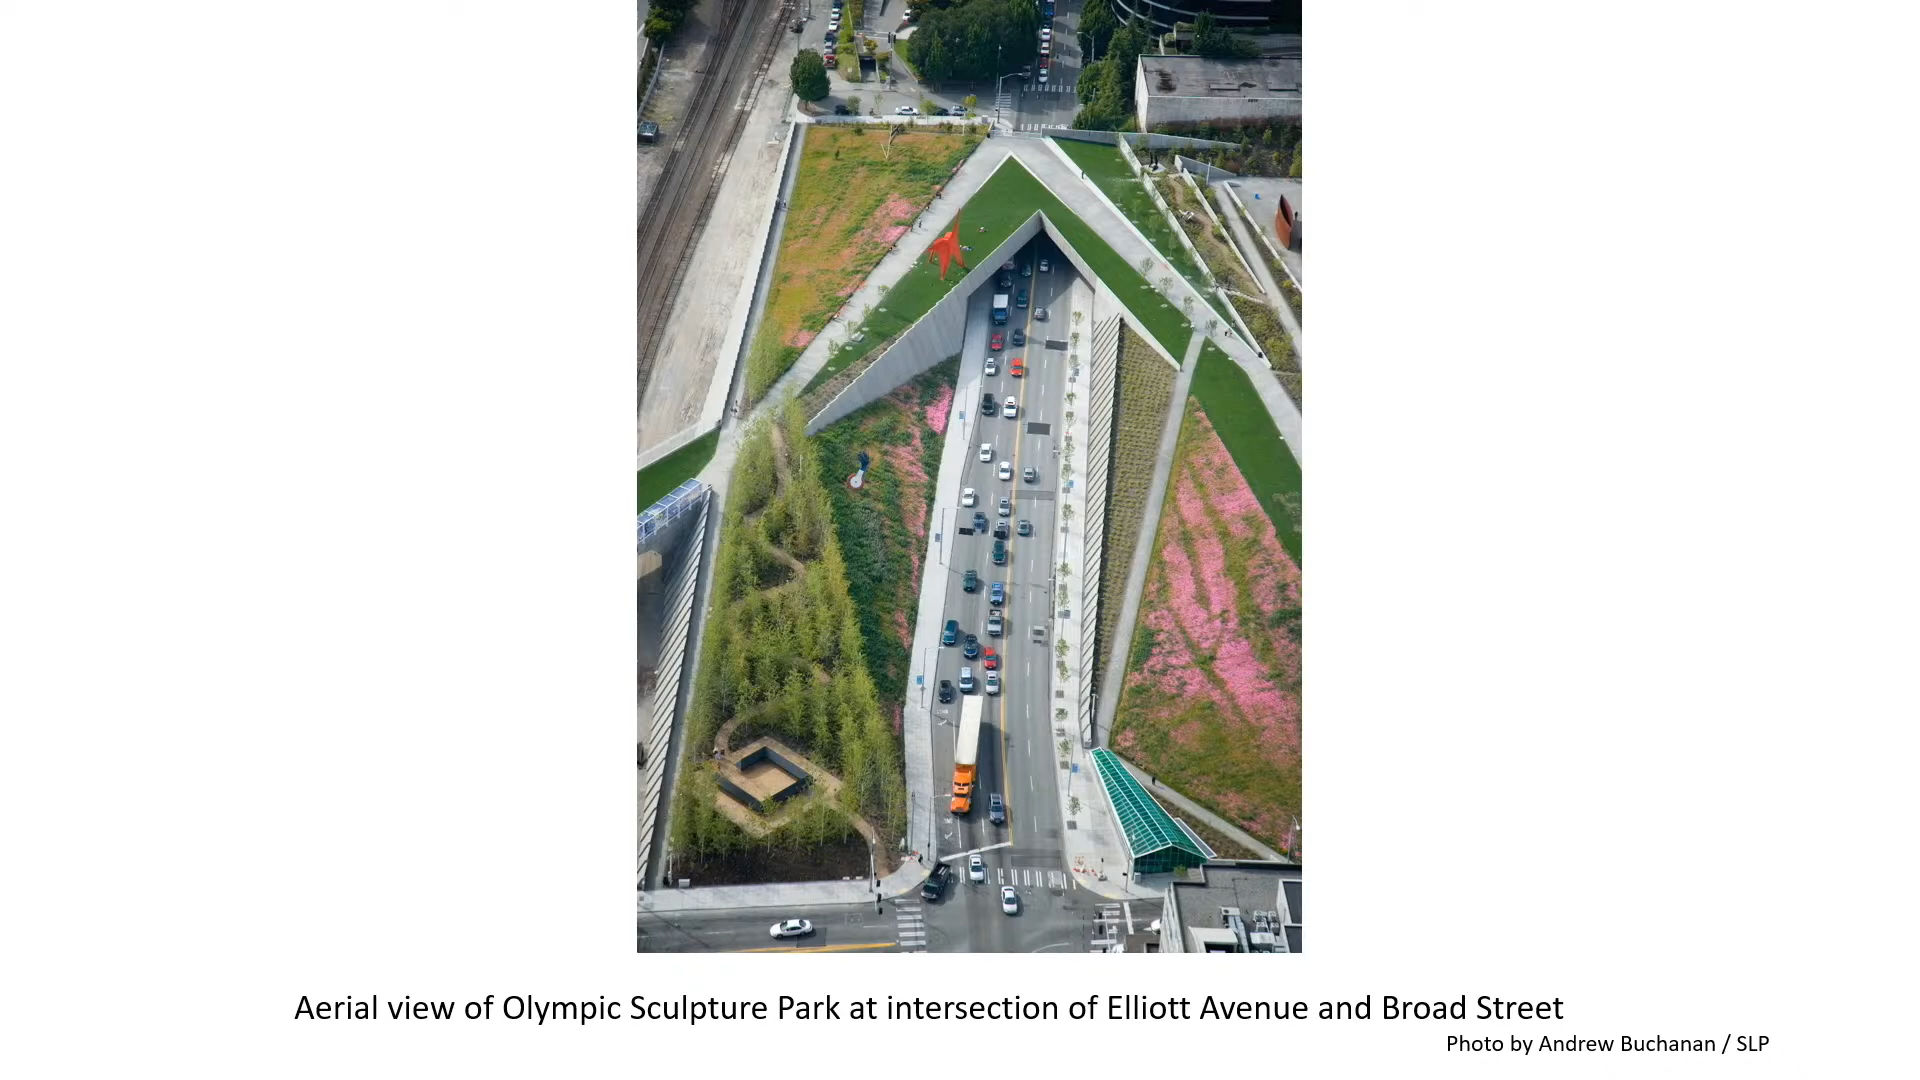 Aerial view of Olympic Sculpture Park at intersection of Elliott Avenue and Broad Street
Photo by Andrew Buchanan / SLP